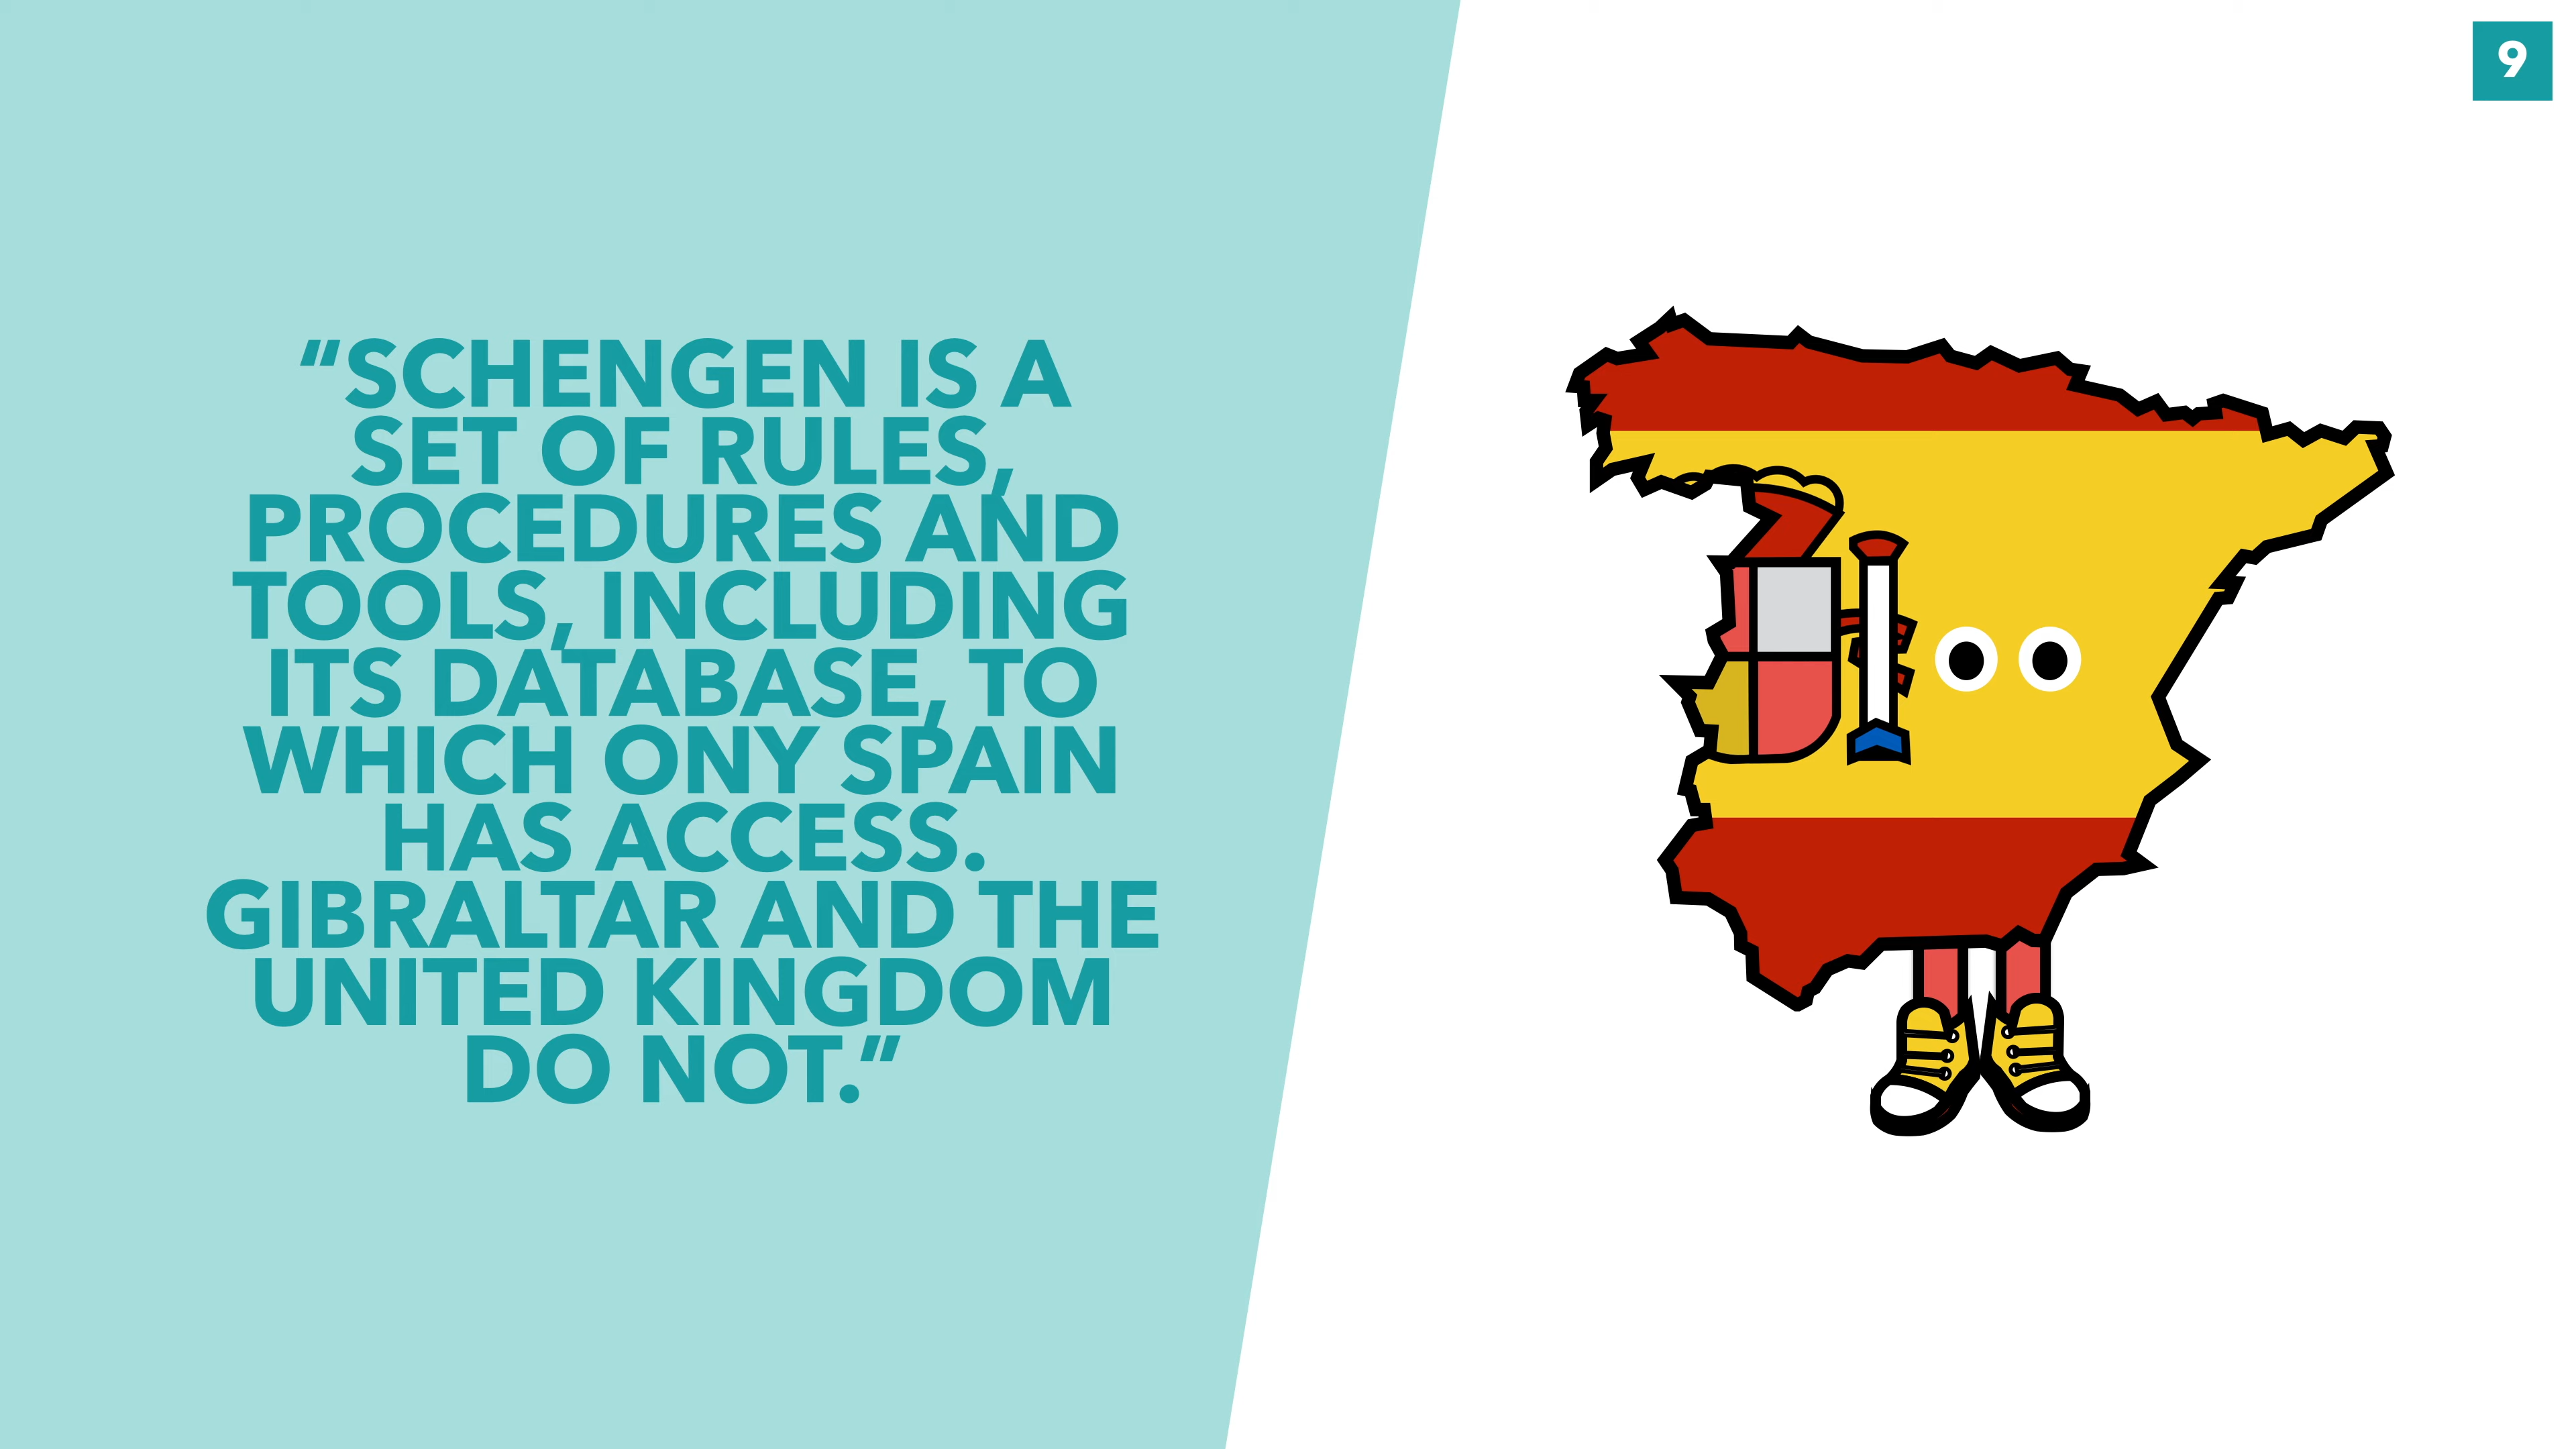 “SCHENGEN IS A
SET OF RULES,
PROCEDURES AND
TOOLS, INCLUDING
ITS DATABASE, TO
WHICH ONY SPAIN
HAS ACCESS.
GIBRALTAR AND THE
UNITED KINGDOM
DO NOT.”
9